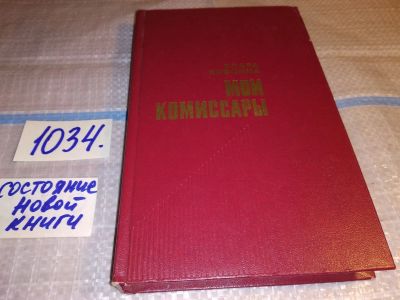 МОИ
КОМИССАРЫ
1034.
СОСТОЯНИЕ
НОВОЙ
КНИГИ